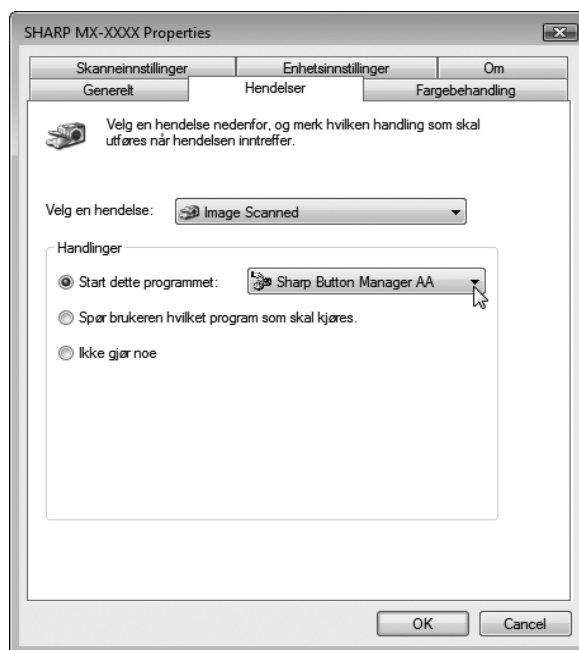 SHARP MX-XXXX Properties
Skanneinnstillinger Enhetsinnstillinger Om
Generelt Hendelser Fargebehandling
Velg en hendelse nedenfor, og merk hvilken handling som skal
utføres når hendelsen inntreffer.
Velg en hendelse: Image Scanned
Handlinger
Start dette programmet: Sharp Button Manager AA
Spør brukeren hvilket program som skal kjøres.
Ikke gjør noe
OK Cancel